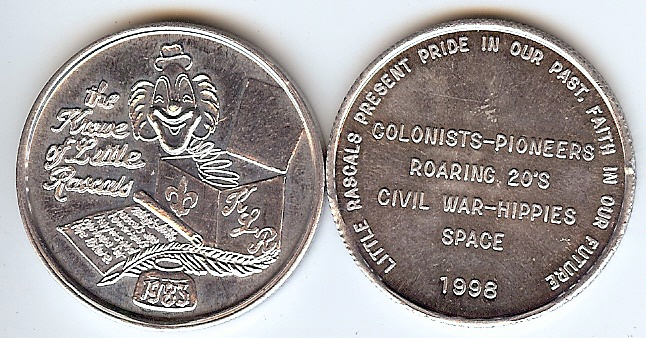 the
Krewe
of Little
Rascals
KLR
1983
LITTLE RASCALS PRESENT PRIDE IN OUR PAST, FAITH IN OUR FUTURE
COLONISTS-PIONEERS
ROARING 20'S
CIVIL WAR-HIPPIES
SPACE
1998